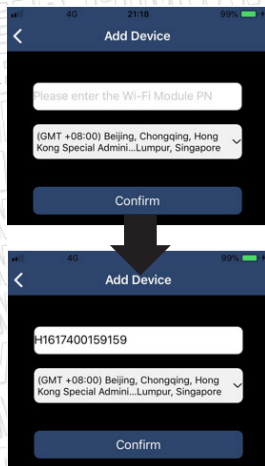 4G 21:18 99%
Add Device
Please enter the Wi-Fi Module PN
(GMT +08:00) Beijing, Chongqing, Hong
Kong Special Admini...Lumpur, Singapore
Confirm
4G 99%
Add Device
H1617400159159
(GMT +08:00) Beijing, Chongqing, Hong
Kong Special Admini...Lumpur, Singapore
Confirm